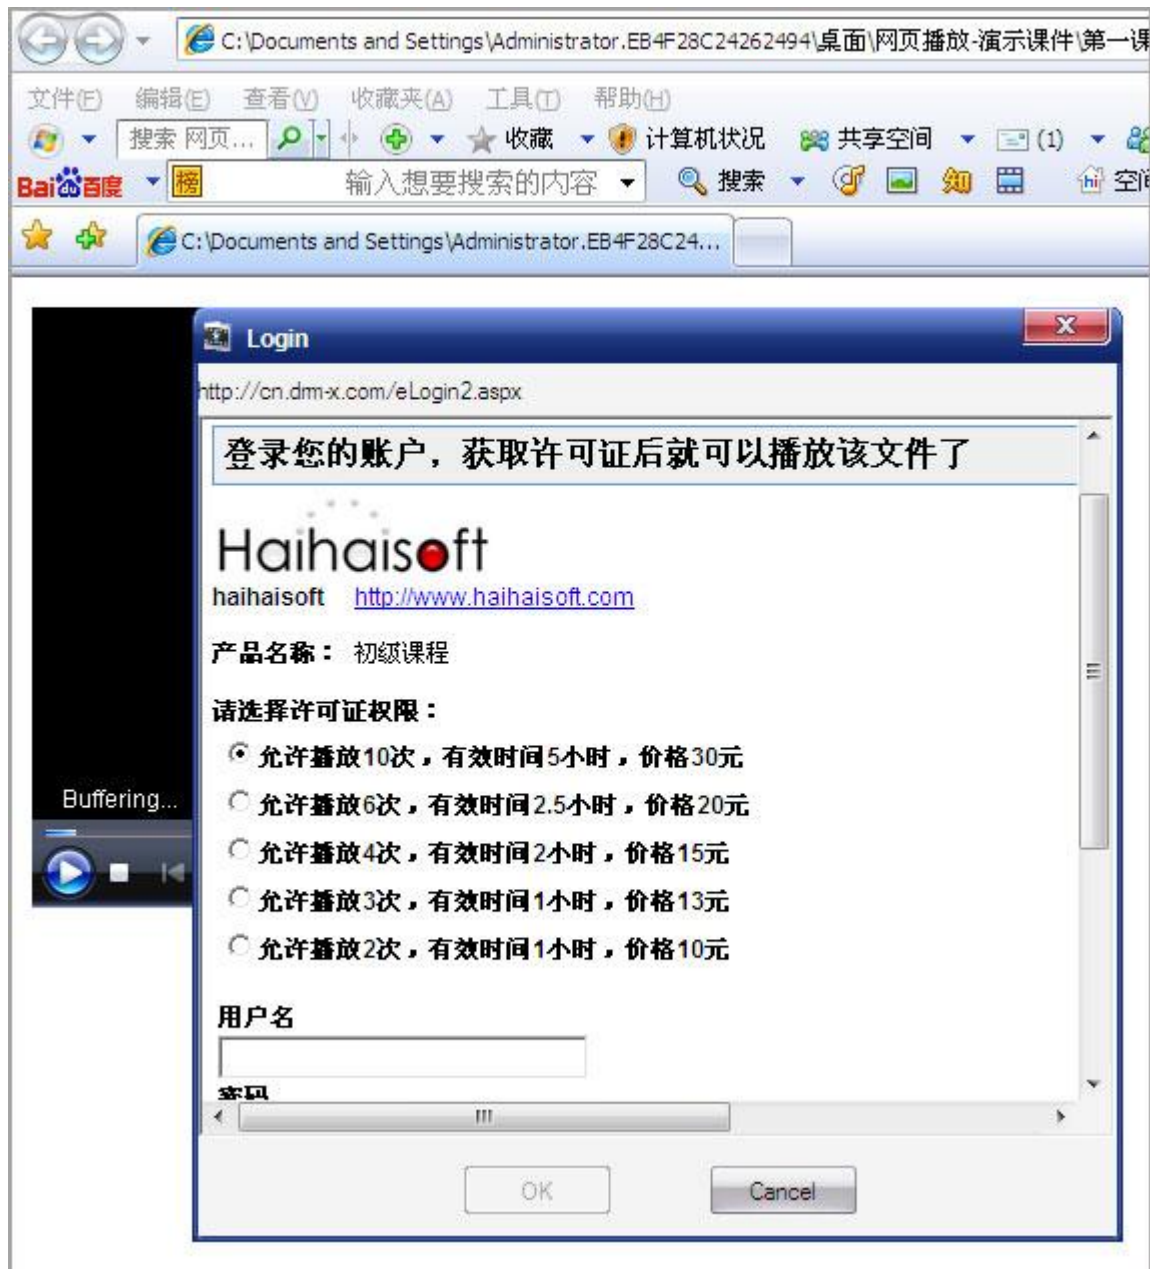 C:\Documents and Settings\Administrator.EB4F28C24262494\桌面\网页播放-演示课件\第一课
文件(F) 编辑(E) 查看(V) 收藏夹(A) 工具(T) 帮助(H)
搜索 网页... 收藏 计算机状况 共享空间 (1)
Bai百度 榜 输入想要搜索的内容 搜索 知 hi 空间
C:\Documents and Settings\Administrator.EB4F28C24...
Login
http://cn.drm-x.com/eLogin2.aspx
登录您的账户，获取许可证后就可以播放该文件了
Haihaisoft
haihaisoft http://www.haihaisoft.com
产品名称： 初级课程
请选择许可证权限：
允许播放10次，有效时间5小时，价格30元
允许播放6次，有效时间2.5小时，价格20元
Buffering...
允许播放4次，有效时间2小时，价格15元
允许播放3次，有效时间1小时，价格13元
允许播放2次，有效时间1小时，价格10元
用户名
密码
OK Cancel